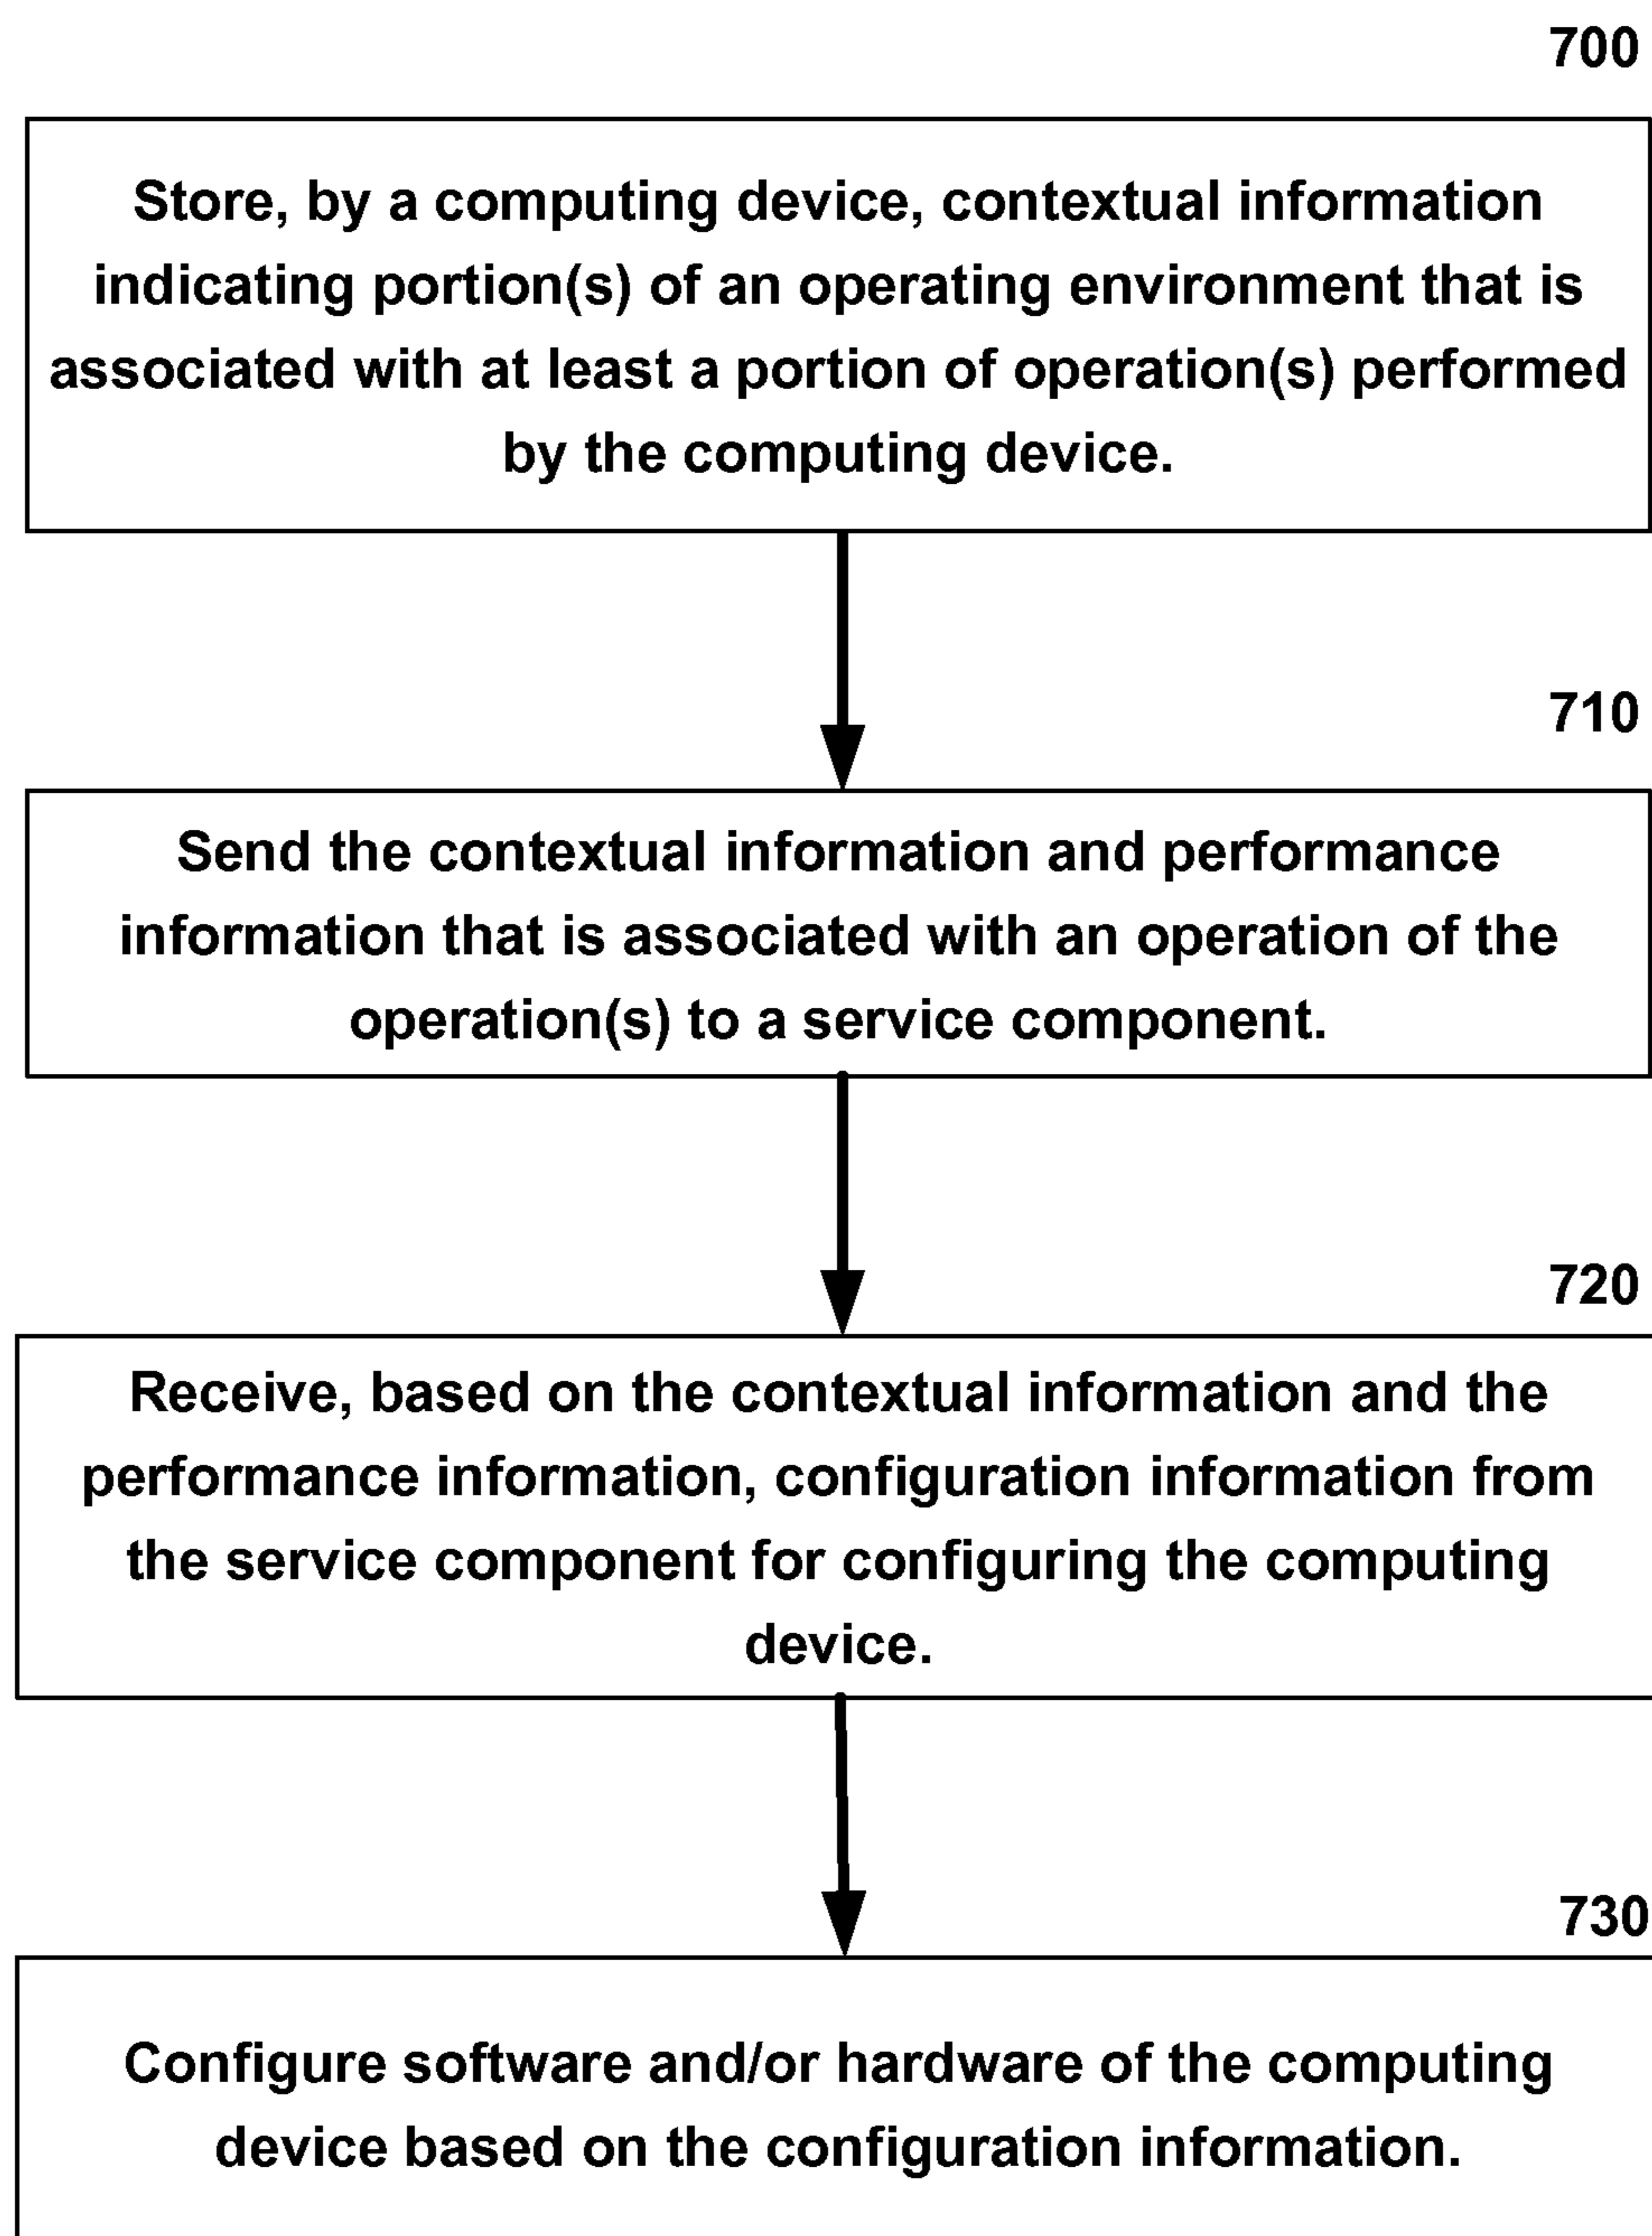 700
Store, by a computing device, contextual information
indicating portion(s) of an operating environment that is
associated with at least a portion of operation(s) performed
by the computing device.
710
Send the contextual information and performance
information that is associated with an operation of the
operation(s) to a service component.
720
Receive, based on the contextual information and the
performance information, configuration information from
the service component for configuring the computing
device.
730
Configure software and/or hardware of the computing
device based on the configuration information.